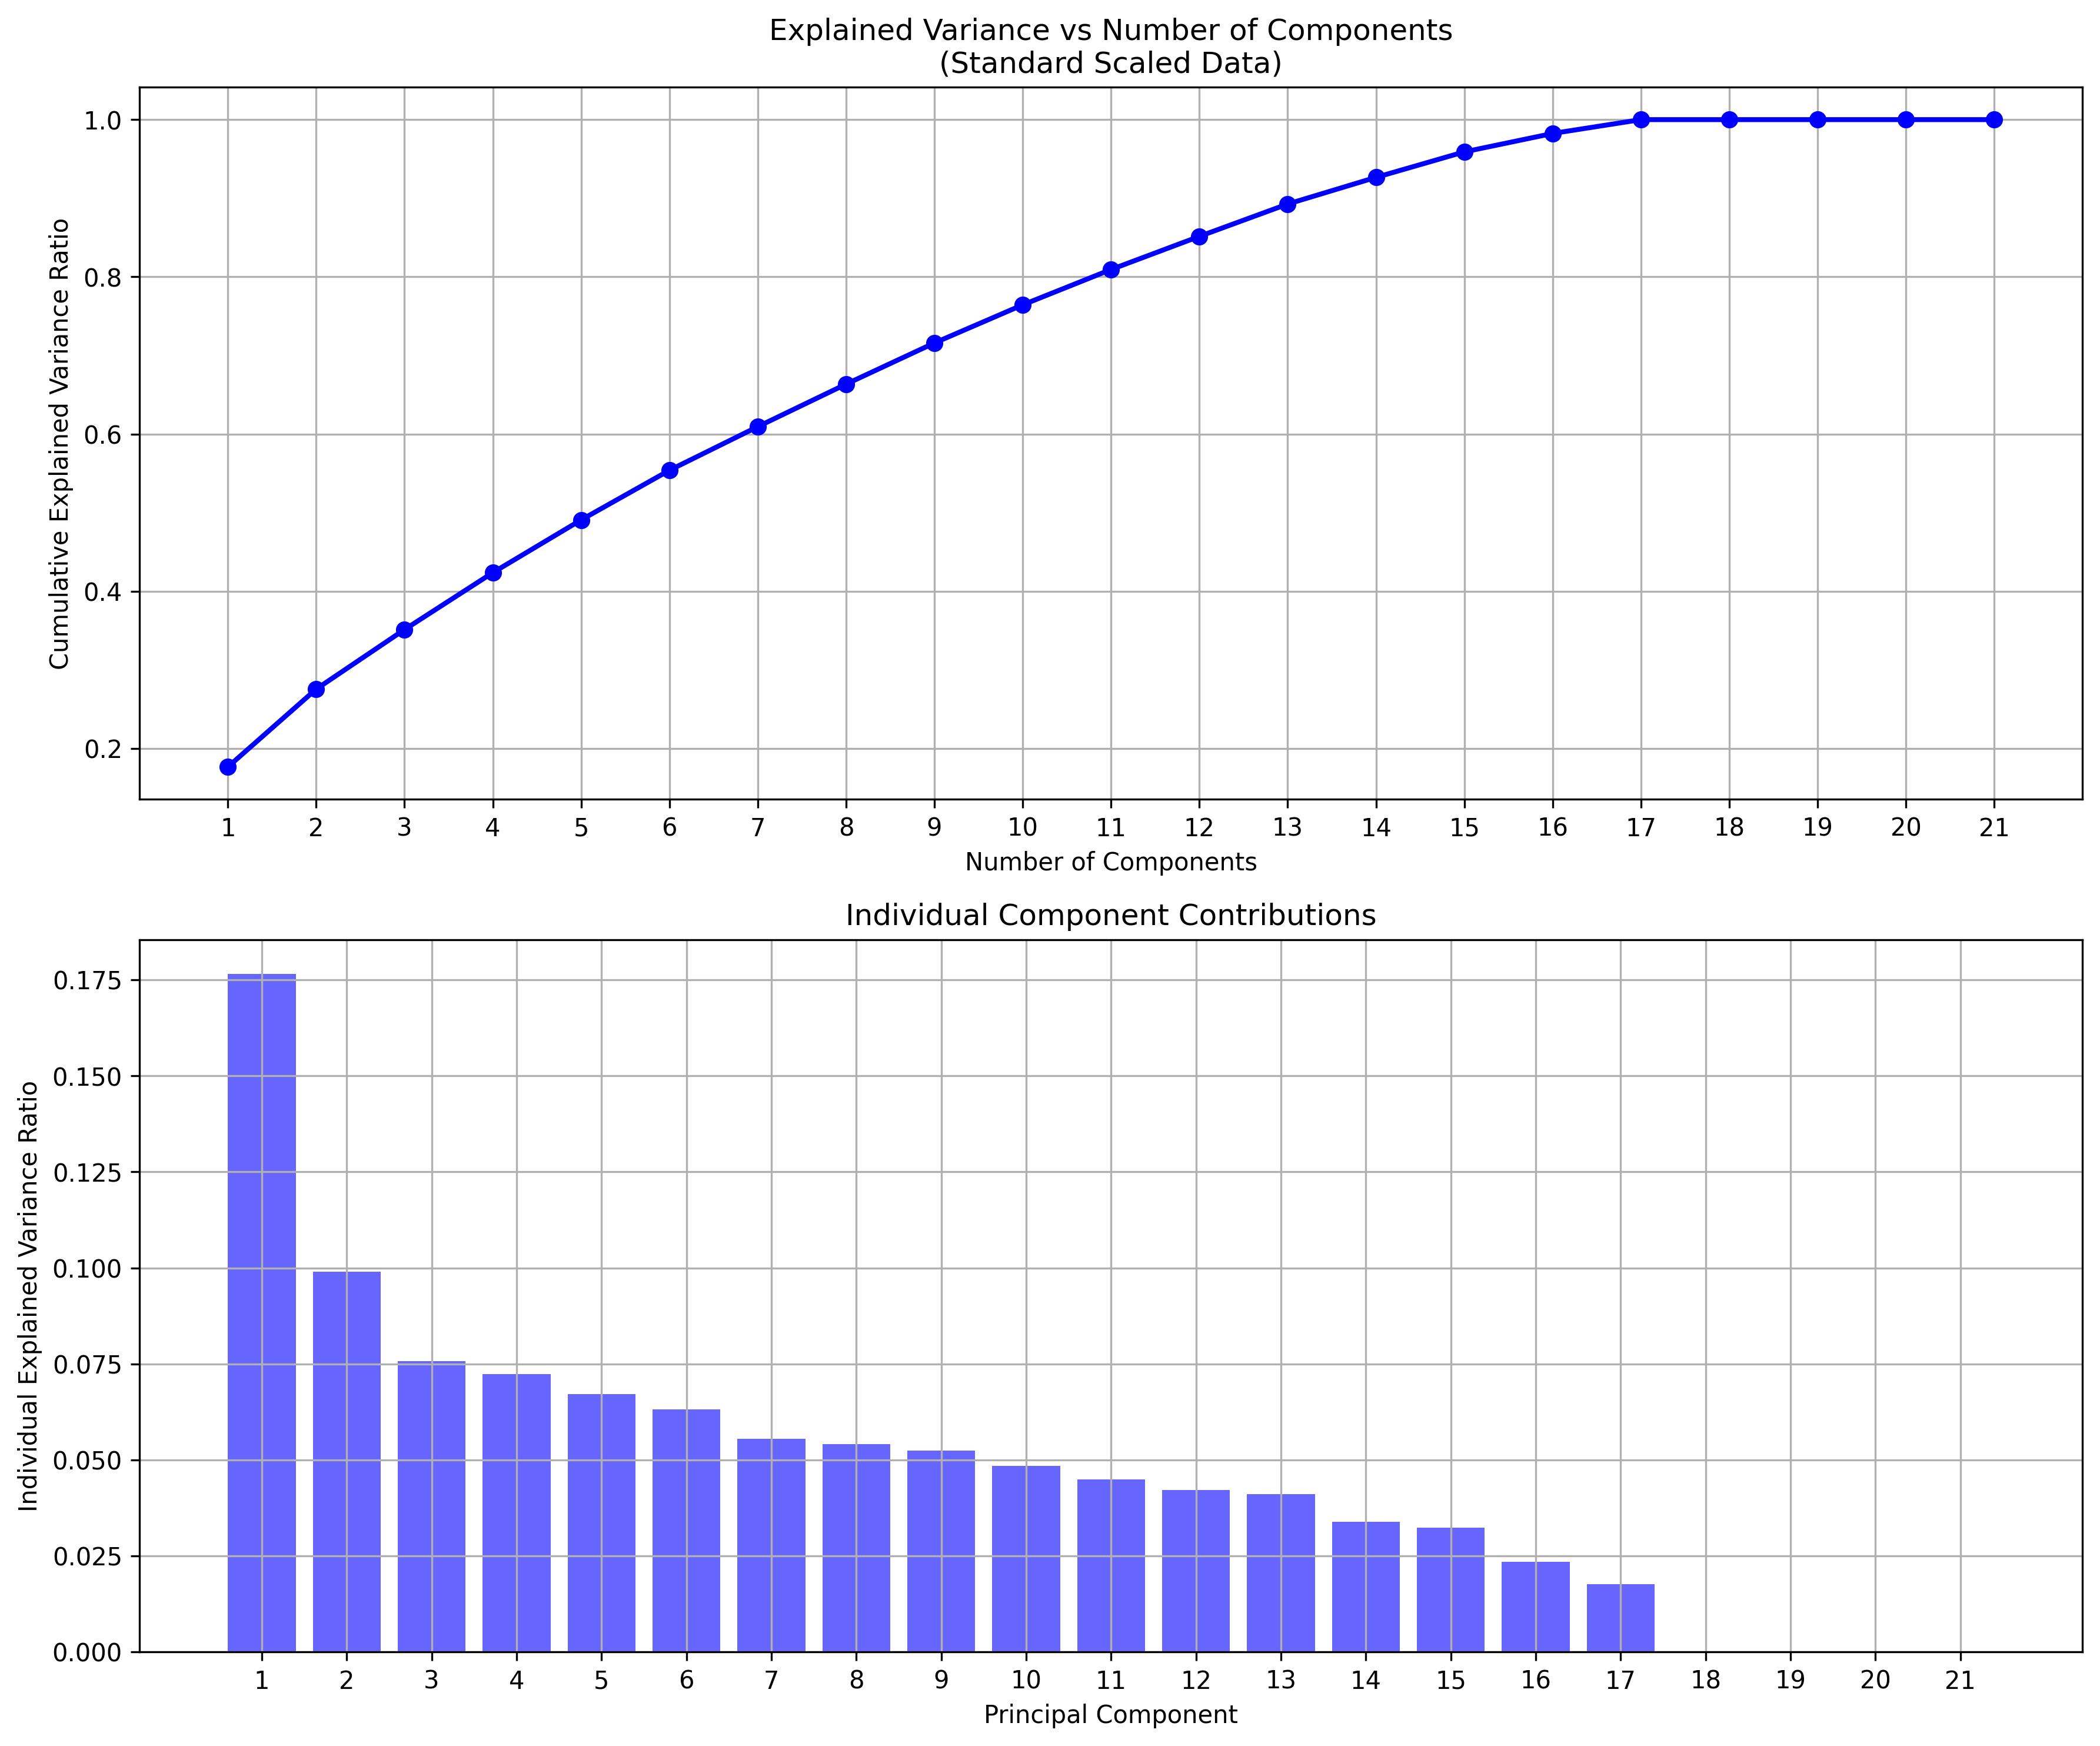 Explained Variance vs Number of Components
(Standard Scaled Data)
Cumulative Explained Variance Ratio
1.0
0.8
0.6
0.4
0.2
1 2 3 4 5 6 7 8 9 10 11 12 13 14 15 16 17 18 19 20 21
Number of Components
Individual Component Contributions
Individual Explained Variance Ratio
0.175
0.150
0.125
0.100
0.075
0.050
0.025
0.000
1 2 3 4 5 6 7 8 9 10 11 12 13 14 15 16 17 18 19 20 21
Principal Component